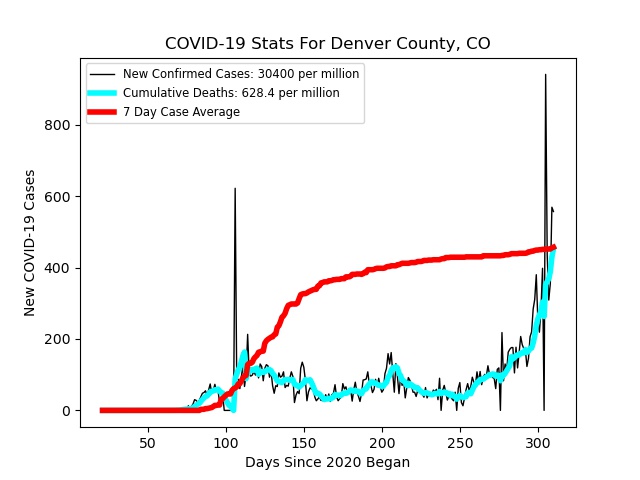 COVID-19 Stats For Denver County, CO
New Confirmed Cases: 30400 per million
Cumulative Deaths: 628.4 per million
7 Day Case Average
New COVID-19 Cases
800
600
400
200
0
50 100 150 200 250 300
Days Since 2020 Began